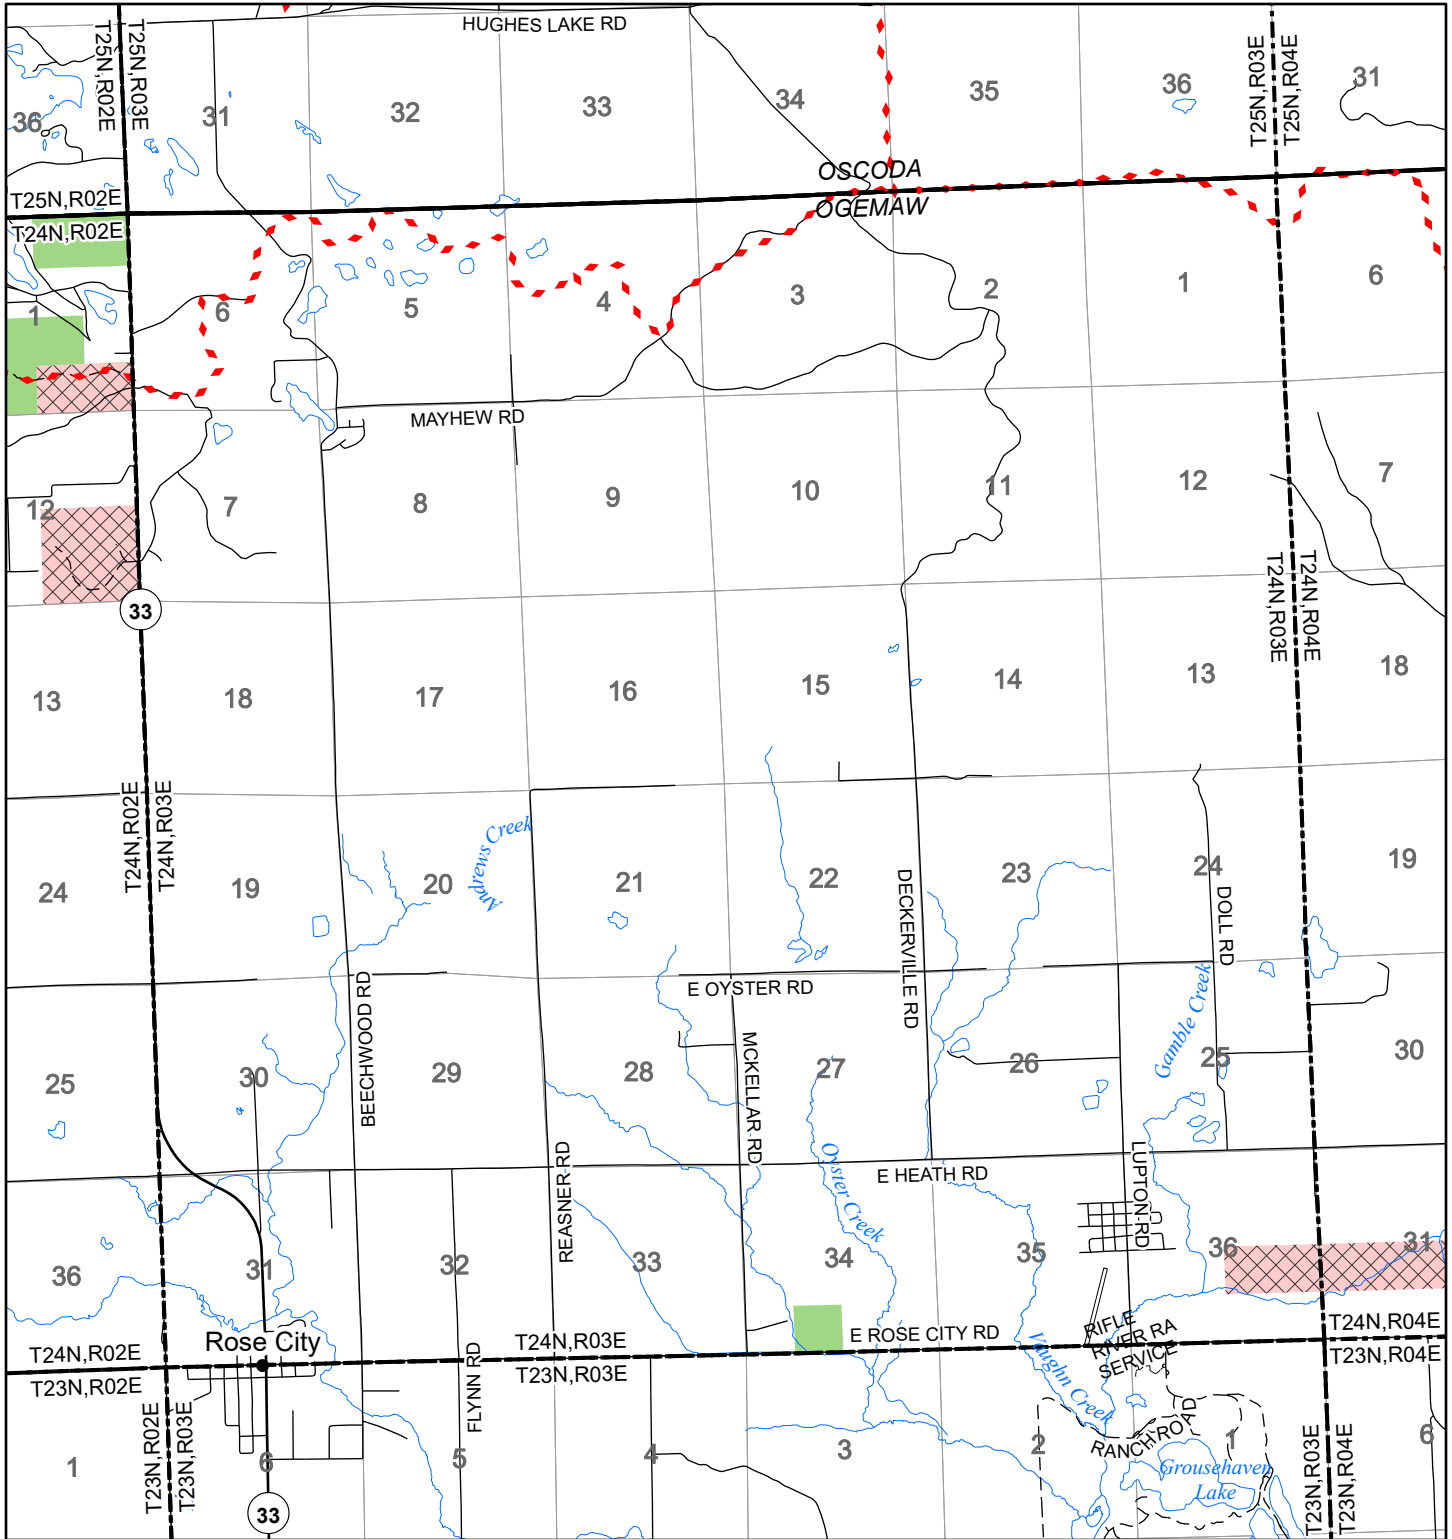 HUGHES LAKE RD
T25N,R02E
T25N,R03E
T25N,R03E
T25N,R04E
36
31
32
33
34
35
36
31
OSCODA
OGEMAW
T25N,R02E
T24N,R02E
1
6
5
4
3
2
1
6
MAYHEW RD
12
7
8
9
10
11
12
7
33
T24N,R03E
T24N,R04E
13
18
17
16
15
14
13
18
T24N,R02E
T24N,R03E
Andrews Creek
24
19
20
21
22
23
24
19
DECKERVILLE RD
DOLL RD
BEECHWOOD RD
E OYSTER RD
MCKELLAR RD
Gamble Creek
25
30
29
28
27
26
25
30
REASNER RD
Oyster Creek
E HEATH RD
LUPTON RD
36
31
32
33
34
35
36
31
Rose City
T24N,R02E
T23N,R02E
FLYNN RD
T24N,R03E
T23N,R03E
E ROSE CITY RD
RIFLE
RIVER RA
SERVICE
T24N,R04E
T23N,R04E
Vaughn Creek
RANCH ROAD
T23N,R02E
T23N,R03E
1
6
5
4
3
2
1
6
Grousehaven
Lake
T23N,R03E
T23N,R04E
33